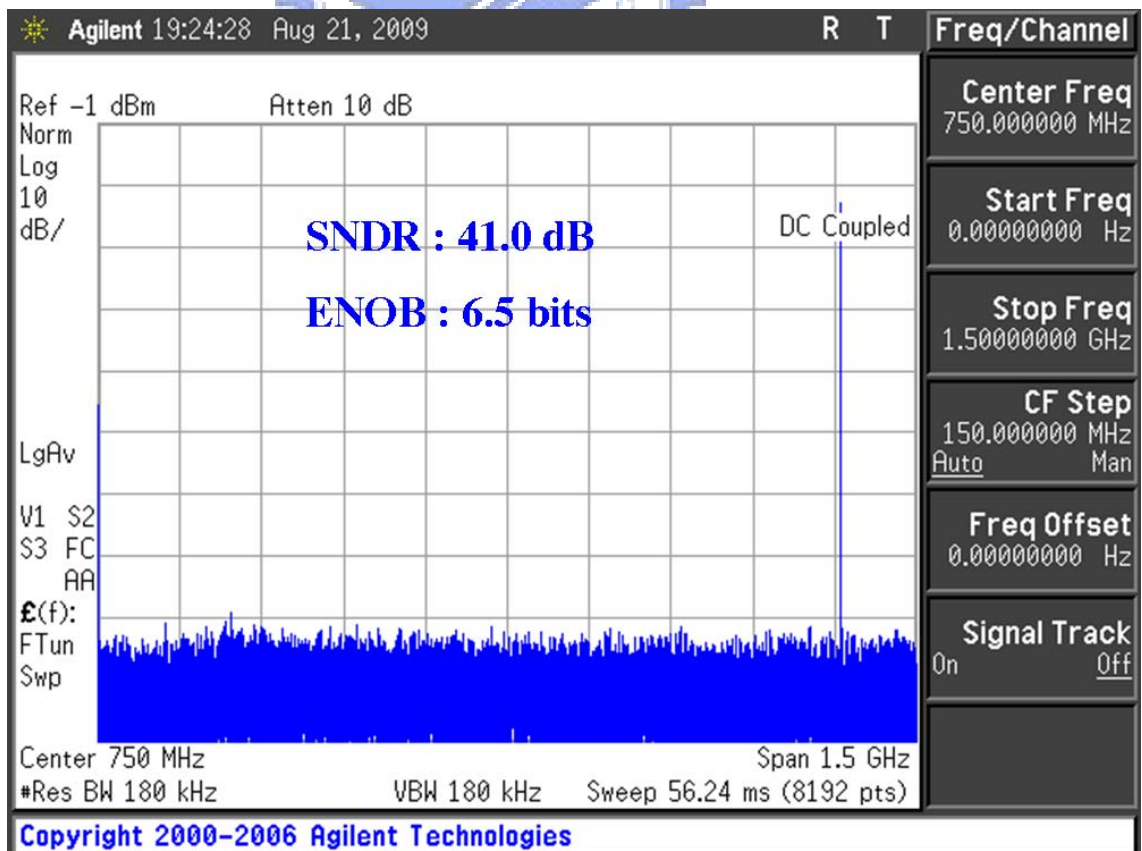 Agilent 19:24:28 Aug 21, 2009 R T
Ref -1 dBm Atten 10 dB
Norm
Log
10
dB/
SNDR : 41.0 dB
ENOB : 6.5 bits
DC Coupled
LgAv
V1 S2
S3 FC
AA
£(f):
FTun
Swp
Center 750 MHz Span 1.5 GHz
#Res BW 180 kHz VBW 180 kHz Sweep 56.24 ms (8192 pts)
Copyright 2000-2006 Agilent Technologies
Freq/Channel
Center Freq
750.000000 MHz
Start Freq
0.00000000 Hz
Stop Freq
1.50000000 GHz
CF Step
150.000000 MHz
Auto Man
Freq Offset
0.00000000 Hz
Signal Track
On Off